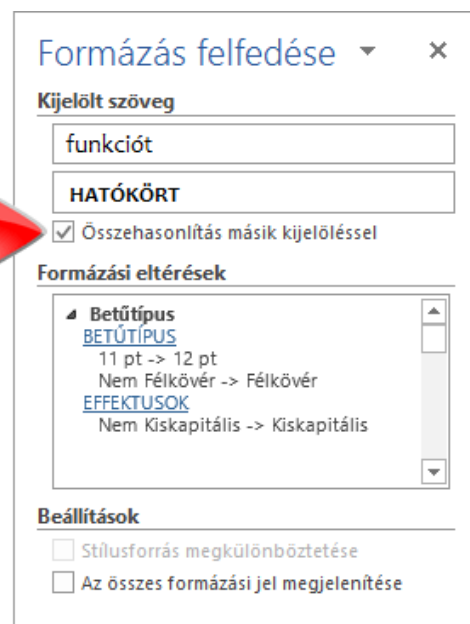 Formázás felfedése
Kijelölt szöveg
funkciót
HATÓKÖRT
Összehasonlítás másik kijelöléssel
Formázási eltérések
Betűtípus
BETŰTÍPUS
11 pt -> 12 pt
Nem Félkövér -> Félkövér
EFFEKTUSOK
Nem Kiskapitális -> Kiskapitális
Beállítások
Stílusforrás megkülönböztetése
Az összes formázási jel megjelenítése